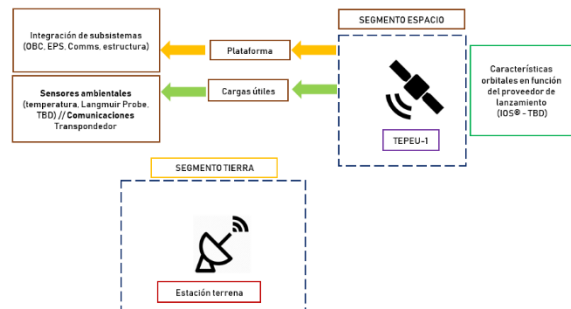 SEGMENTO ESPACIO
Integración de subsistemas
(OBC, EPS, Comms, estructura)
Plataforma
Sensores ambientales
(temperatura, Langmuir Probe,
TBD) // Comunicaciones
Transpondedor
Cargas útiles
TEPEU-1
Características
orbitales en función
del proveedor de
lanzamiento
(IOS® - TBD)
SEGMENTO TIERRA
Estación terrena